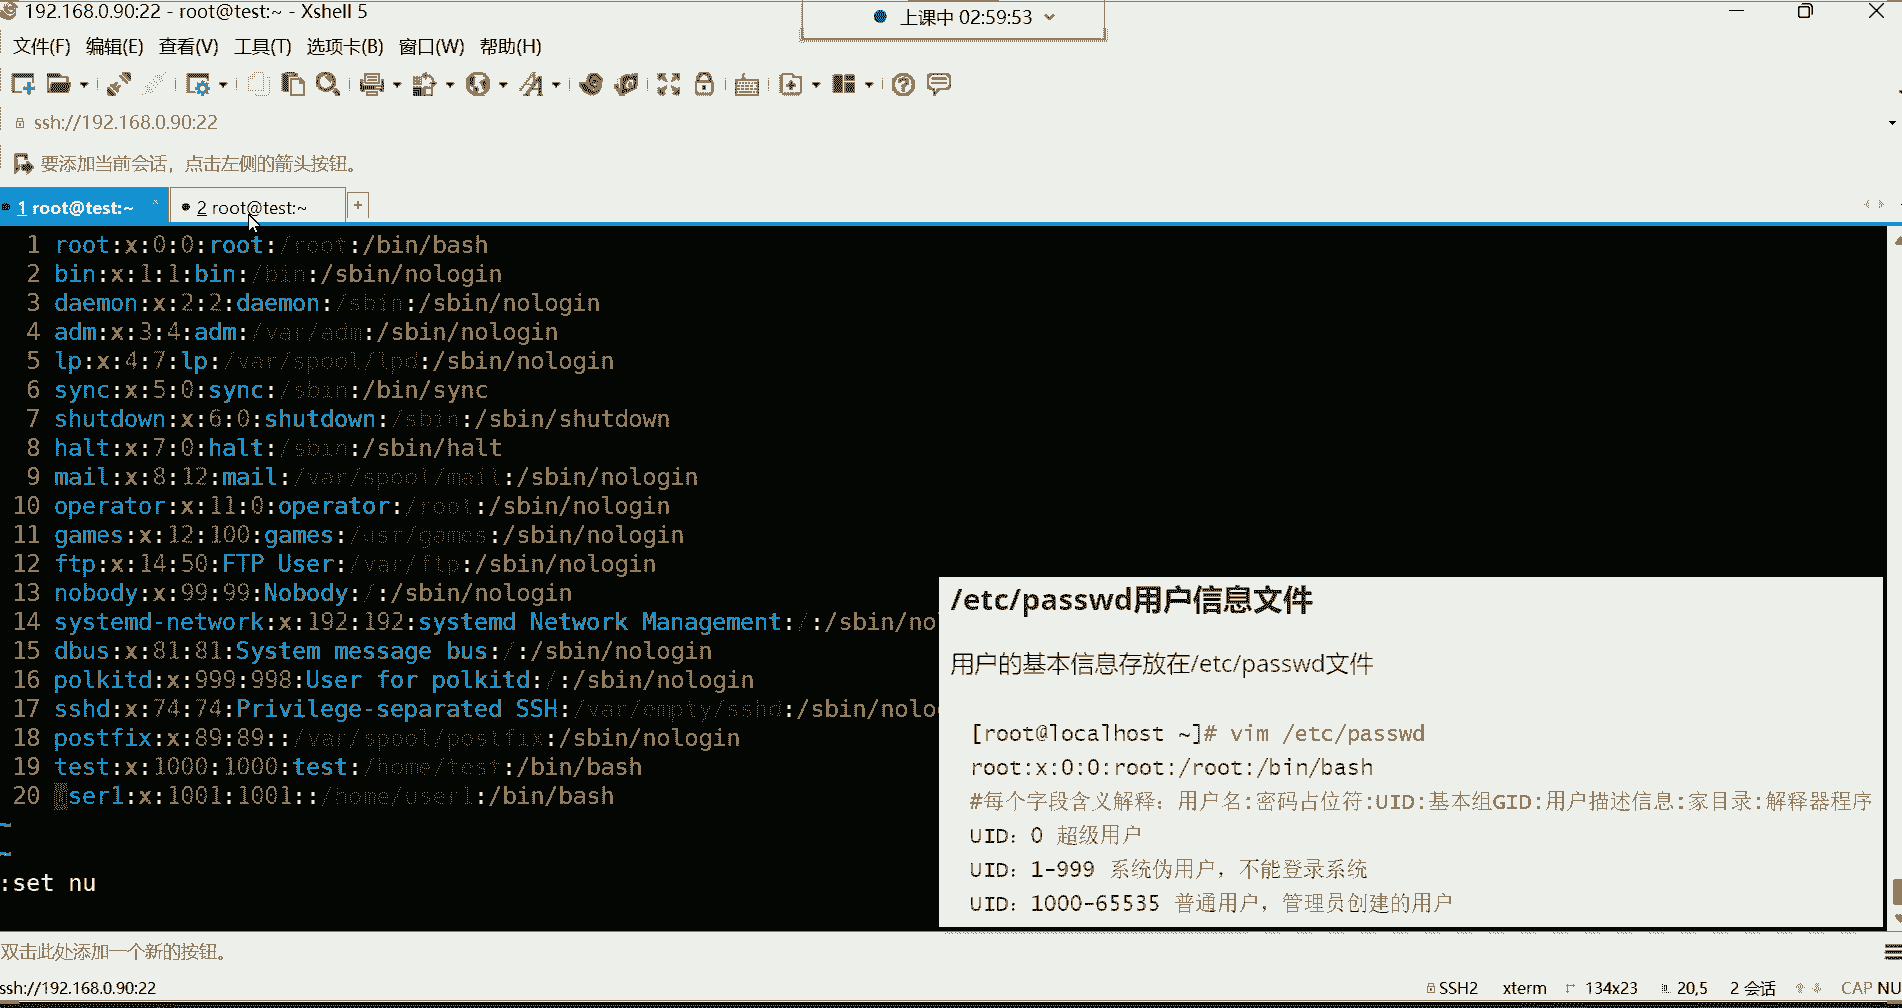 192.168.0.90:22 - root@test:~ - Xshell 5
上课中 02:59:53
文件(F) 编辑(E) 查看(V) 工具(T) 选项卡(B) 窗口(W) 帮助(H)
ssh://192.168.0.90:22
要添加当前会话，点击左侧的箭头按钮。
1 root@test:~ 2 root@test:~
1 root:x:0:0:root:/root:/bin/bash
2 bin:x:1:1:bin:/bin:/sbin/nologin
3 daemon:x:2:2:daemon:/sbin:/sbin/nologin
4 adm:x:3:4:adm:/var/adm:/sbin/nologin
5 lp:x:4:7:lp:/var/spool/lpd:/sbin/nologin
6 sync:x:5:0:sync:/sbin:/bin/sync
7 shutdown:x:6:0:shutdown:/sbin:/sbin/shutdown
8 halt:x:7:0:halt:/sbin:/sbin/halt
9 mail:x:8:12:mail:/var/spool/mail:/sbin/nologin
10 operator:x:11:0:operator:/root:/sbin/nologin
11 games:x:12:100:games:/usr/games:/sbin/nologin
12 ftp:x:14:50:FTP User:/var/ftp:/sbin/nologin
13 nobody:x:99:99:Nobody:/:/sbin/nologin
14 systemd-network:x:192:192:systemd Network Management:/:/sbin/no
15 dbus:x:81:81:System message bus:/:/sbin/nologin
16 polkitd:x:999:998:User for polkitd:/:/sbin/nologin
17 sshd:x:74:74:Privilege-separated SSH:/var/empty/sshd:/sbin/nolo
18 postfix:x:89:89::/var/spool/postfix:/sbin/nologin
19 test:x:1000:1000:test:/home/test:/bin/bash
20 user1:x:1001:1001::/home/user1:/bin/bash
~
~
:set nu
/etc/passwd用户信息文件
用户的基本信息存放在/etc/passwd文件
[root@localhost ~]# vim /etc/passwd
root:x:0:0:root:/root:/bin/bash
#每个字段含义解释：用户名:密码占位符:UID:基本组GID:用户描述信息:家目录:解释器程序
UID：0 超级用户
UID：1-999 系统伪用户，不能登录系统
UID：1000-65535 普通用户，管理员创建的用户
双击此处添加一个新的按钮。
ssh://192.168.0.90:22 SSH2 xterm 134x23 20,5 2 会话 CAP NU